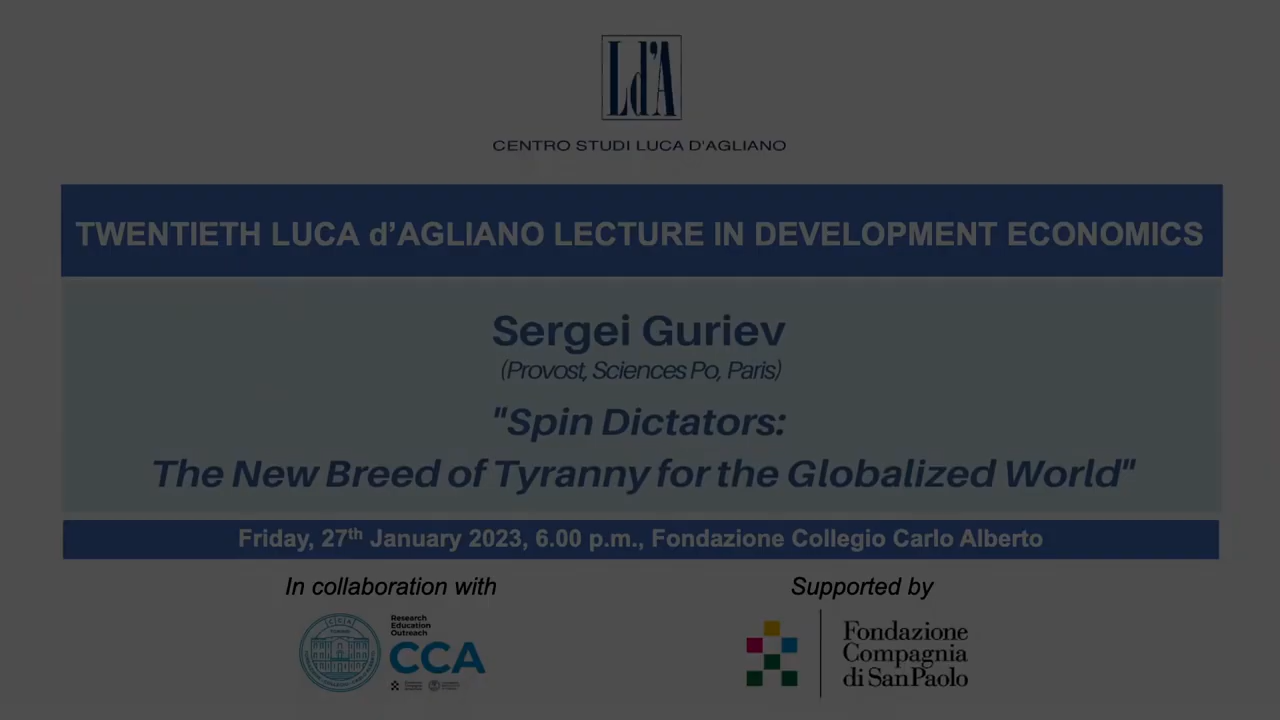 Ld'A
CENTRO STUDI LUCA D'AGLIANO
TWENTIETH LUCA d’AGLIANO LECTURE IN DEVELOPMENT ECONOMICS
Sergei Guriev
(Provost, Sciences Po, Paris)
"Spin Dictators:
The New Breed of Tyranny for the Globalized World"
Friday, 27th January 2023, 6.00 p.m., Fondazione Collegio Carlo Alberto
In collaboration with
Supported by
Research
Education
Outreach
CCA
Fondazione
Compagnia
di San Paolo